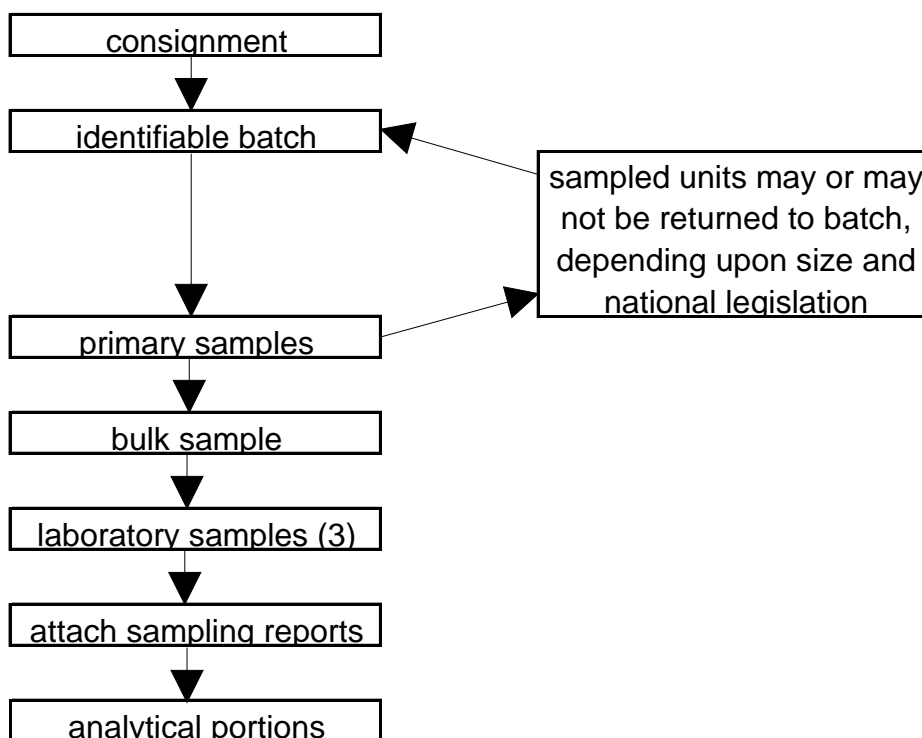 consignment
identifiable batch
sampled units may or may
not be returned to batch,
depending upon size and
national legislation
primary samples
bulk sample
laboratory samples (3)
attach sampling reports
analytical portions